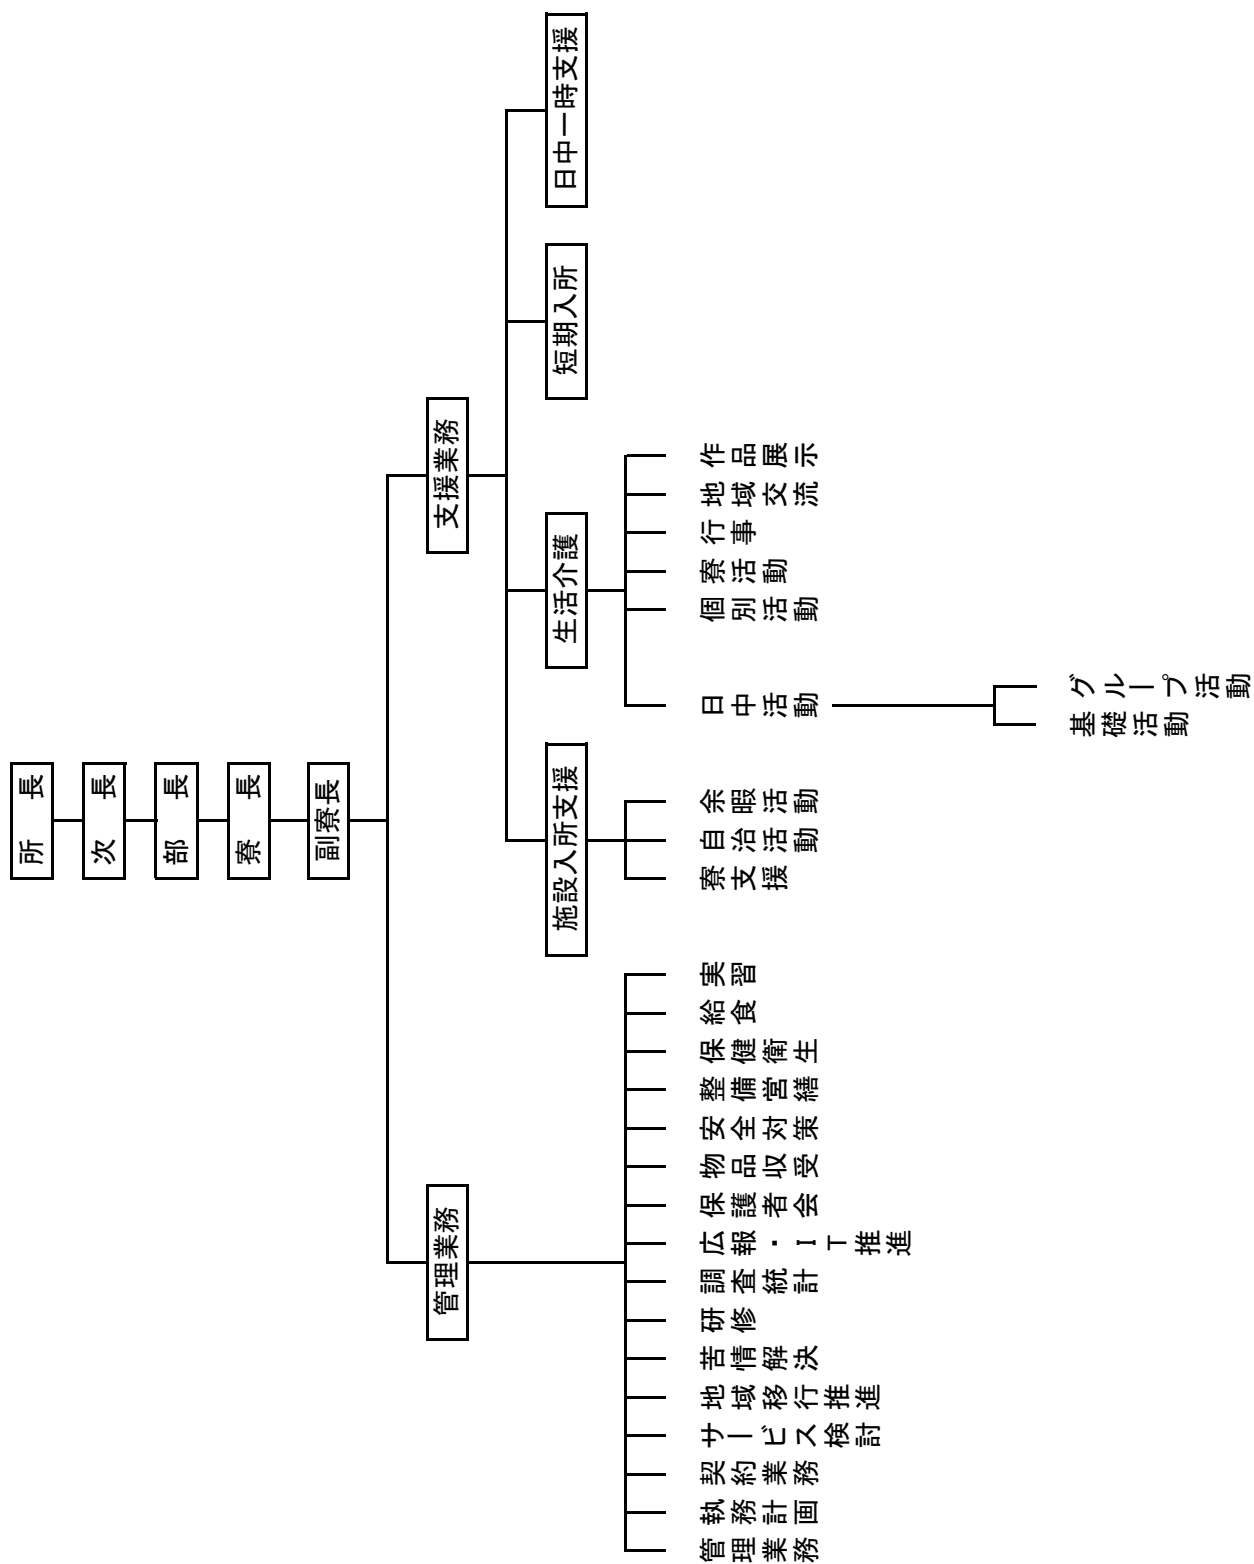 所長
次長
部長
寮長
副寮長
管理業務
支援業務
施設入所支援
生活介護
短期入所
日中一時支援
管理業務
執務計画
契約業務
サービス検討
地域移行推進
苦情解決
研修
調査統計
広報・IT推進
保護者会
物品収受
安全対策
整備営繕
保健衛生
給食
実習
寮支援
自治活動
余暇活動
日中活動
個別活動
寮活動
行事
地域交流
作品展示
基礎活動
グループ活動